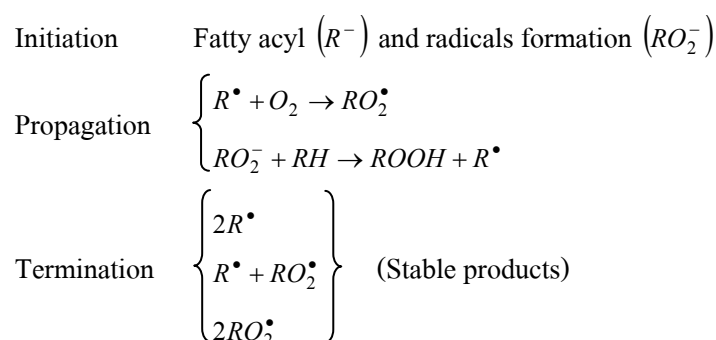 Initiation Fatty acyl (R⁻) and radicals formation (RO₂⁻)
Propagation { R• + O₂ → RO₂•
RO₂⁻ + RH → ROOH + R•
2R•
Termination { R• + RO₂• } (Stable products)
2RO₂•